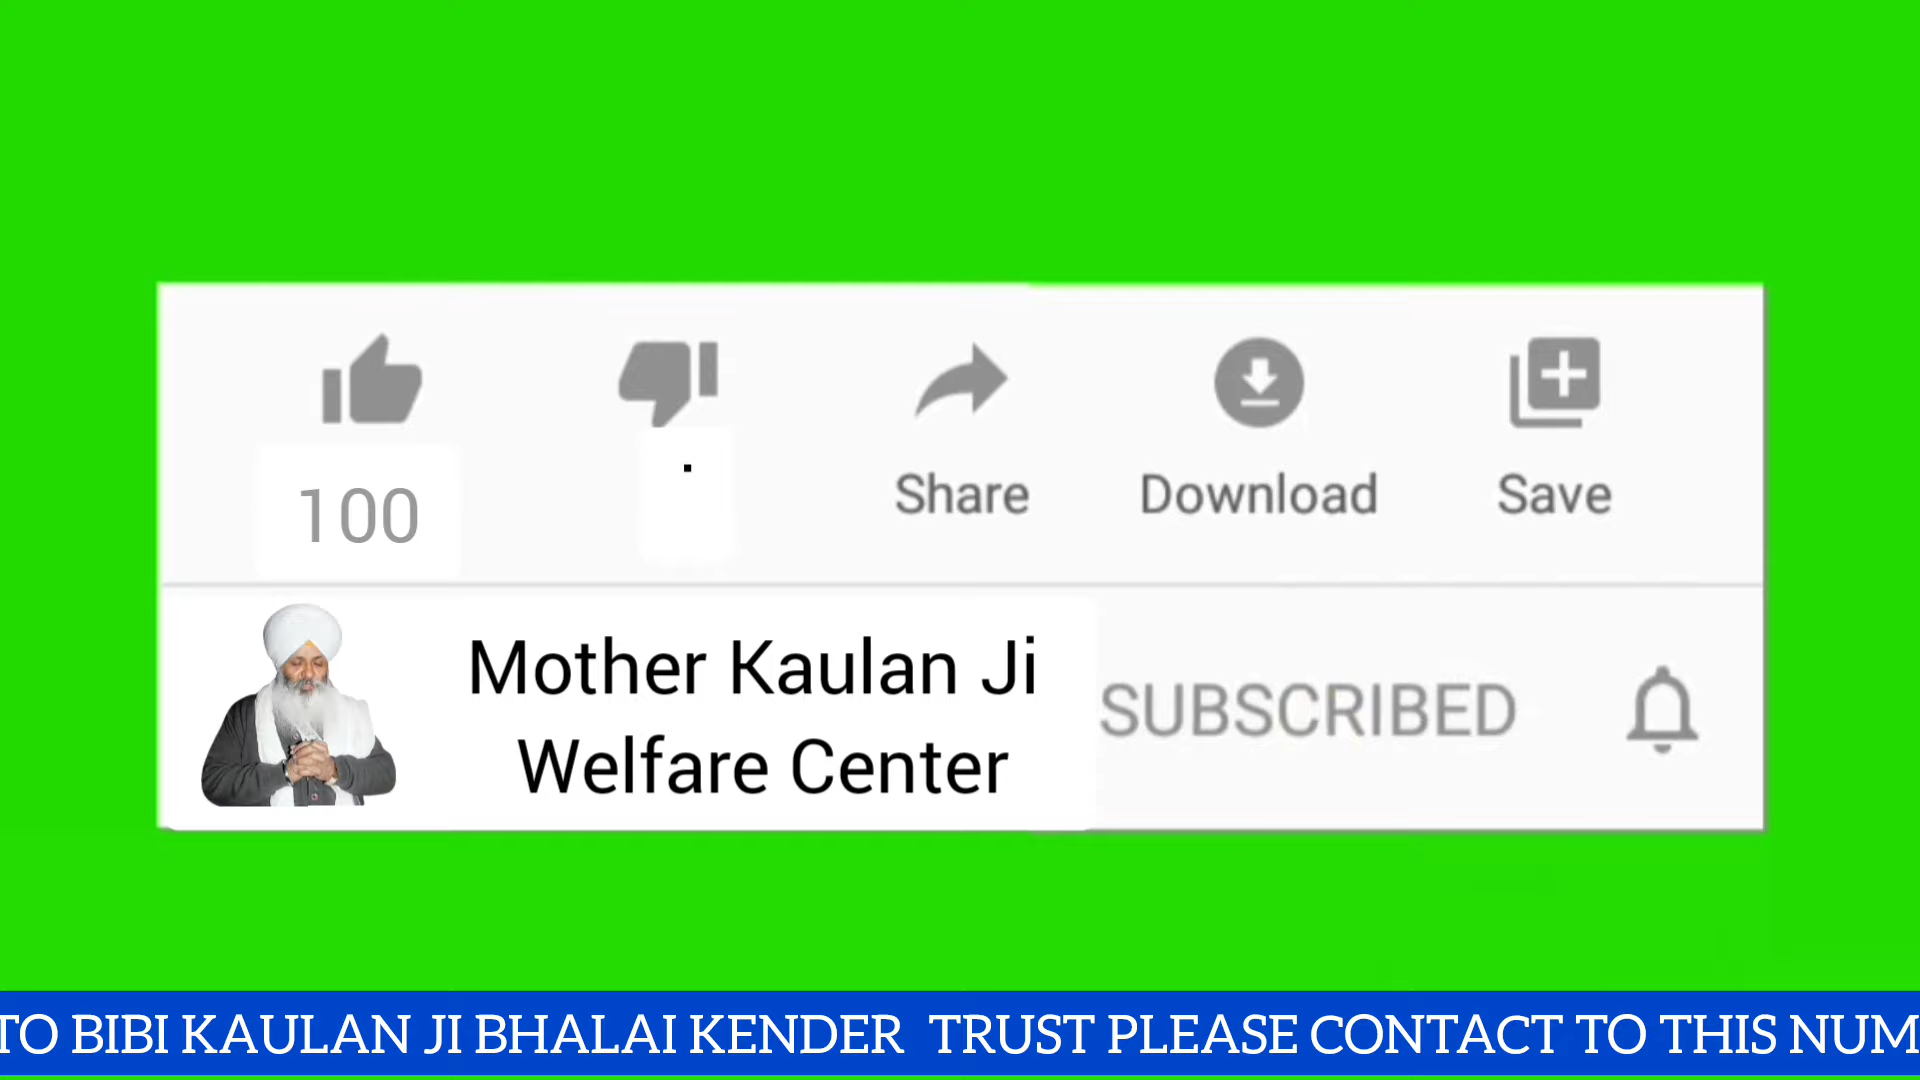 100
Share
Download
Save
Mother Kaulan Ji
Welfare Center
SUBSCRIBED
TO BIBI KAULAN JI BHALAI KENDER TRUST PLEASE CONTACT TO THIS NUM